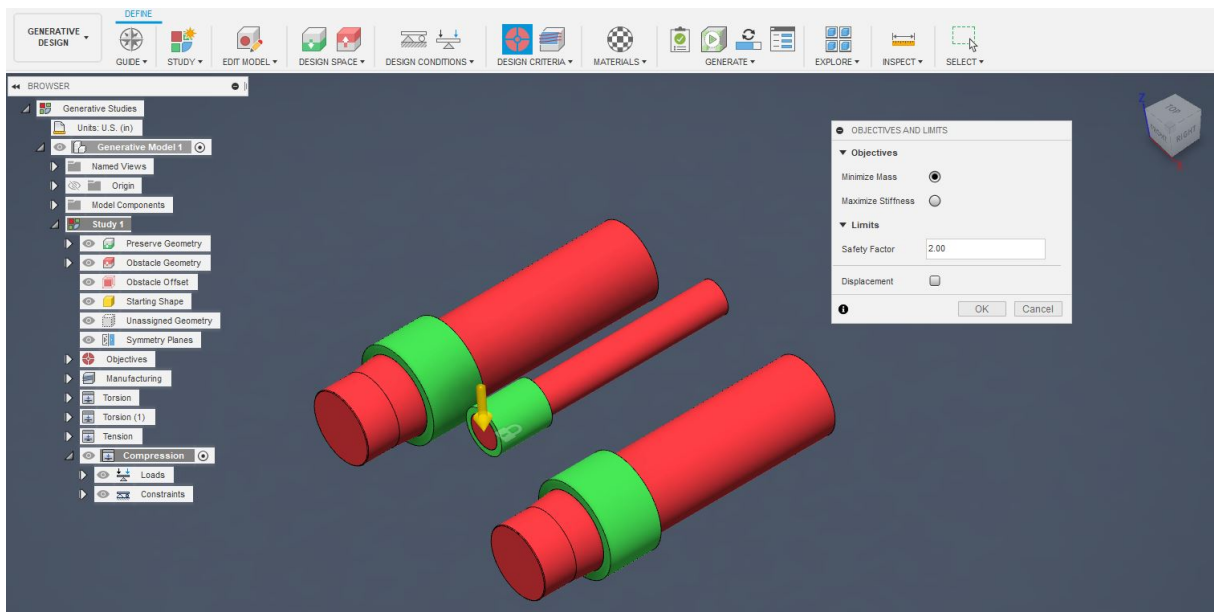 DEFINE
GENERATIVE DESIGN
GUIDE
STUDY
EDIT MODEL
DESIGN SPACE
DESIGN CONDITIONS
DESIGN CRITERIA
MATERIALS
GENERATE
EXPLORE
INSPECT
SELECT
BROWSER
Generative Studies
Units: U.S. (in)
Generative Model 1
Named Views
Origin
Model Components
Study 1
Preserve Geometry
Obstacle Geometry
Obstacle Offset
Starting Shape
Unassigned Geometry
Symmetry Planes
Objectives
Manufacturing
Torsion
Torsion (1)
Tension
Compression
Loads
Constraints
OBJECTIVES AND LIMITS
Objectives
Minimize Mass
Maximize Stiffness
Limits
Safety Factor 2.00
Displacement
OK Cancel
Z
TOP
FRONT RIGHT
X